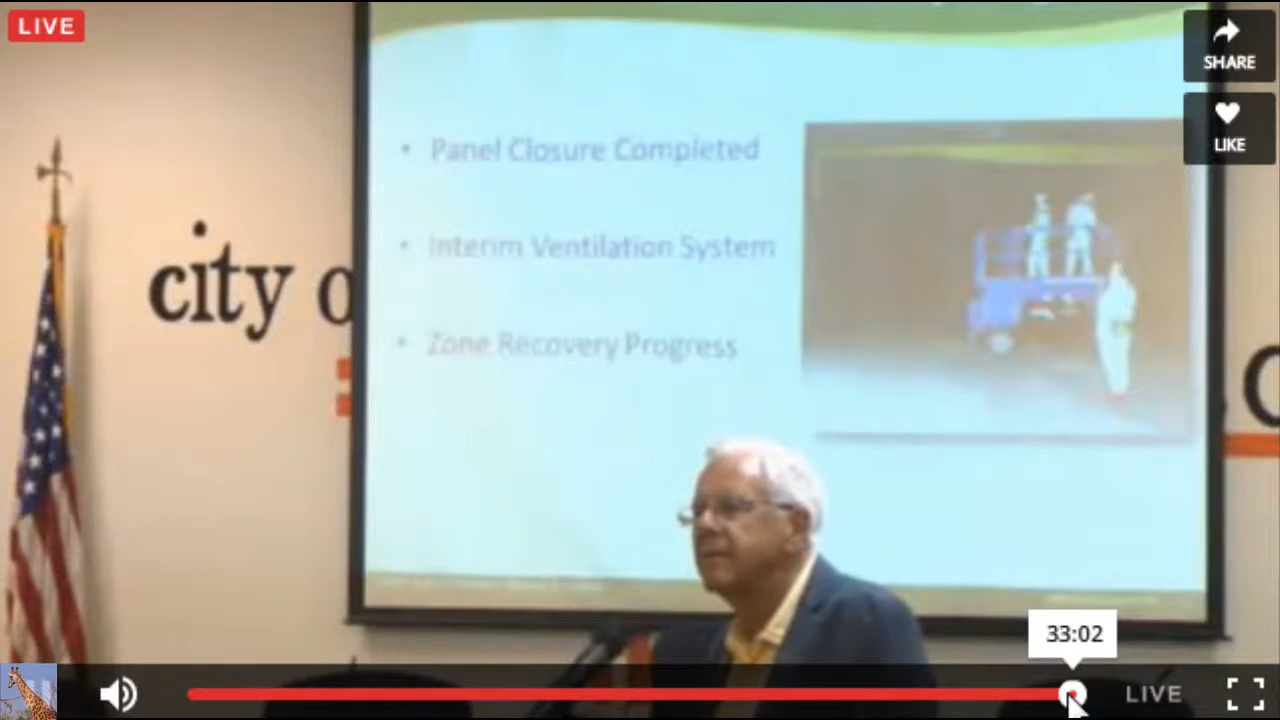 LIVE
SHARE
LIKE
• Panel Closure Completed
• Interim Ventilation System
• Zone Recovery Progress
city o
33:02
LIVE